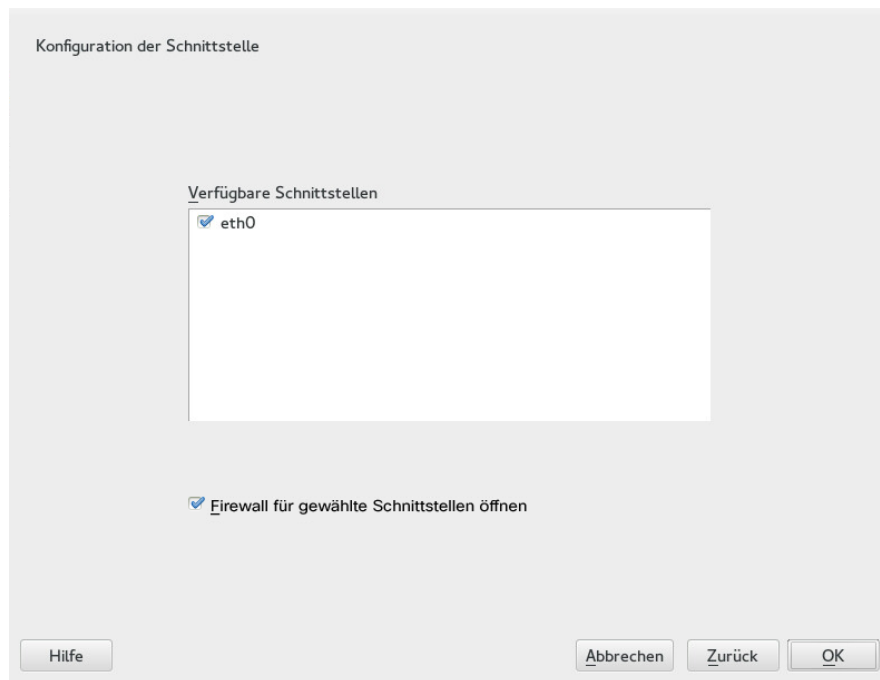 Konfiguration der Schnittstelle
Verfügbare Schnittstellen
eth0
Firewall für gewählte Schnittstellen öffnen
Hilfe
Abbrechen
Zurück
OK